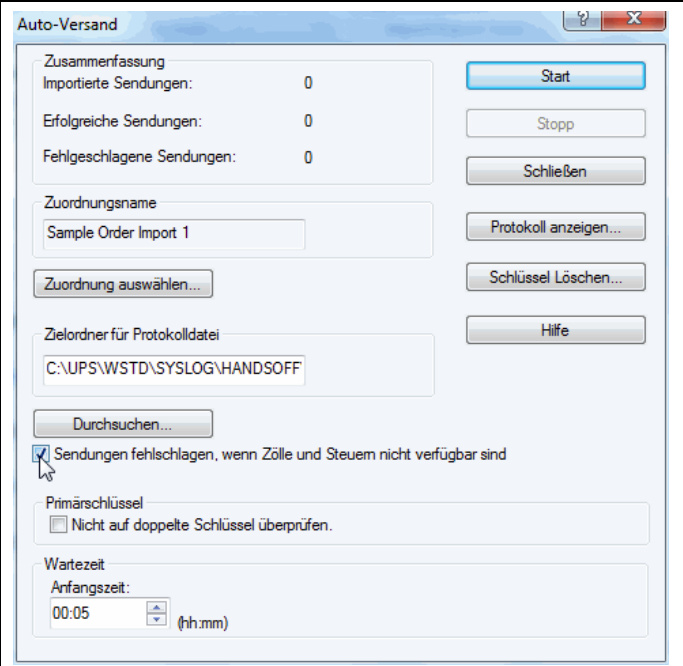 Auto-Versand
Zusammenfassung
Importierte Sendungen: 0
Erfolgreiche Sendungen: 0
Fehlgeschlagene Sendungen: 0
Zuordnungsname
Sample Order Import 1
Zuordnung auswählen...
Zielordner für Protokolldatei
C:\UPS\WSTD\SYSLOG\HANDSOFF
Durchsuchen...
Sendungen fehlschlagen, wenn Zölle und Steuern nicht verfügbar sind
Primärschlüssel
Nicht auf doppelte Schlüssel überprüfen.
Wartezeit
Anfangszeit:
00:05 (hh:mm)
Start
Stopp
Schließen
Protokoll anzeigen...
Schlüssel Löschen...
Hilfe